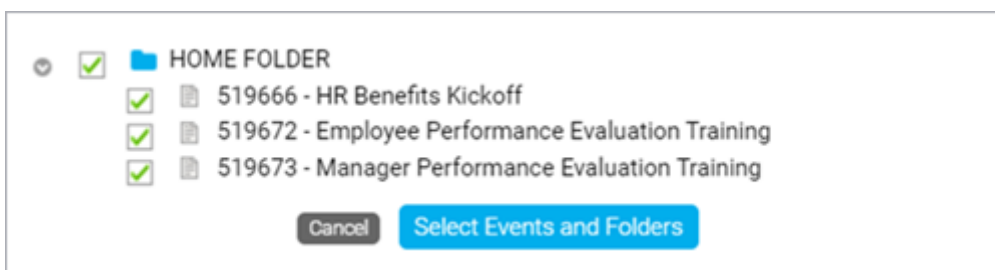 HOME FOLDER
519666 - HR Benefits Kickoff
519672 - Employee Performance Evaluation Training
519673 - Manager Performance Evaluation Training
Cancel Select Events and Folders